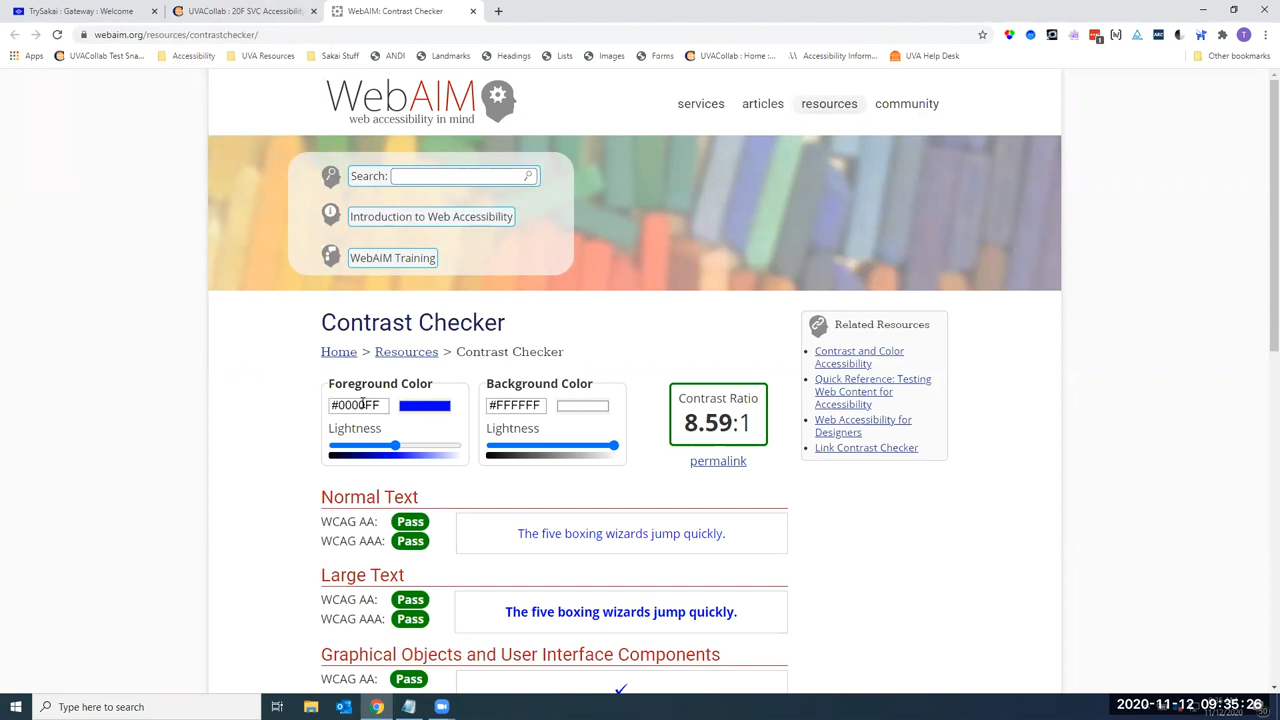 TrySakai : Gateway : Welcome
UVACollab : 20F SVC Accessibilit
WebAIM: Contrast Checker
webaim.org/resources/contrastchecker/
Apps
UVACollab Test Sna...
Accessibility
UVA Resources
Sakai Stuff
ANDI
Landmarks
Headings
Lists
Images
Forms
UVACollab : Home :...
Accessibility Inform...
UVA Help Desk
Other bookmarks
WebAIM
web accessibility in mind
services
articles
resources
community
Search:
Introduction to Web Accessibility
WebAIM Training
Contrast Checker
Home > Resources > Contrast Checker
Foreground Color
#0000FF
Lightness
Background Color
#FFFFFF
Lightness
Contrast Ratio
8.59:1
permalink
Related Resources
Contrast and Color
Accessibility
Quick Reference: Testing
Web Content for
Accessibility
Web Accessibility for
Designers
Link Contrast Checker
Normal Text
WCAG AA: Pass
WCAG AAA: Pass
The five boxing wizards jump quickly.
Large Text
WCAG AA: Pass
WCAG AAA: Pass
The five boxing wizards jump quickly.
Graphical Objects and User Interface Components
WCAG AA: Pass
Type here to search
2020-11-12 09:35:26